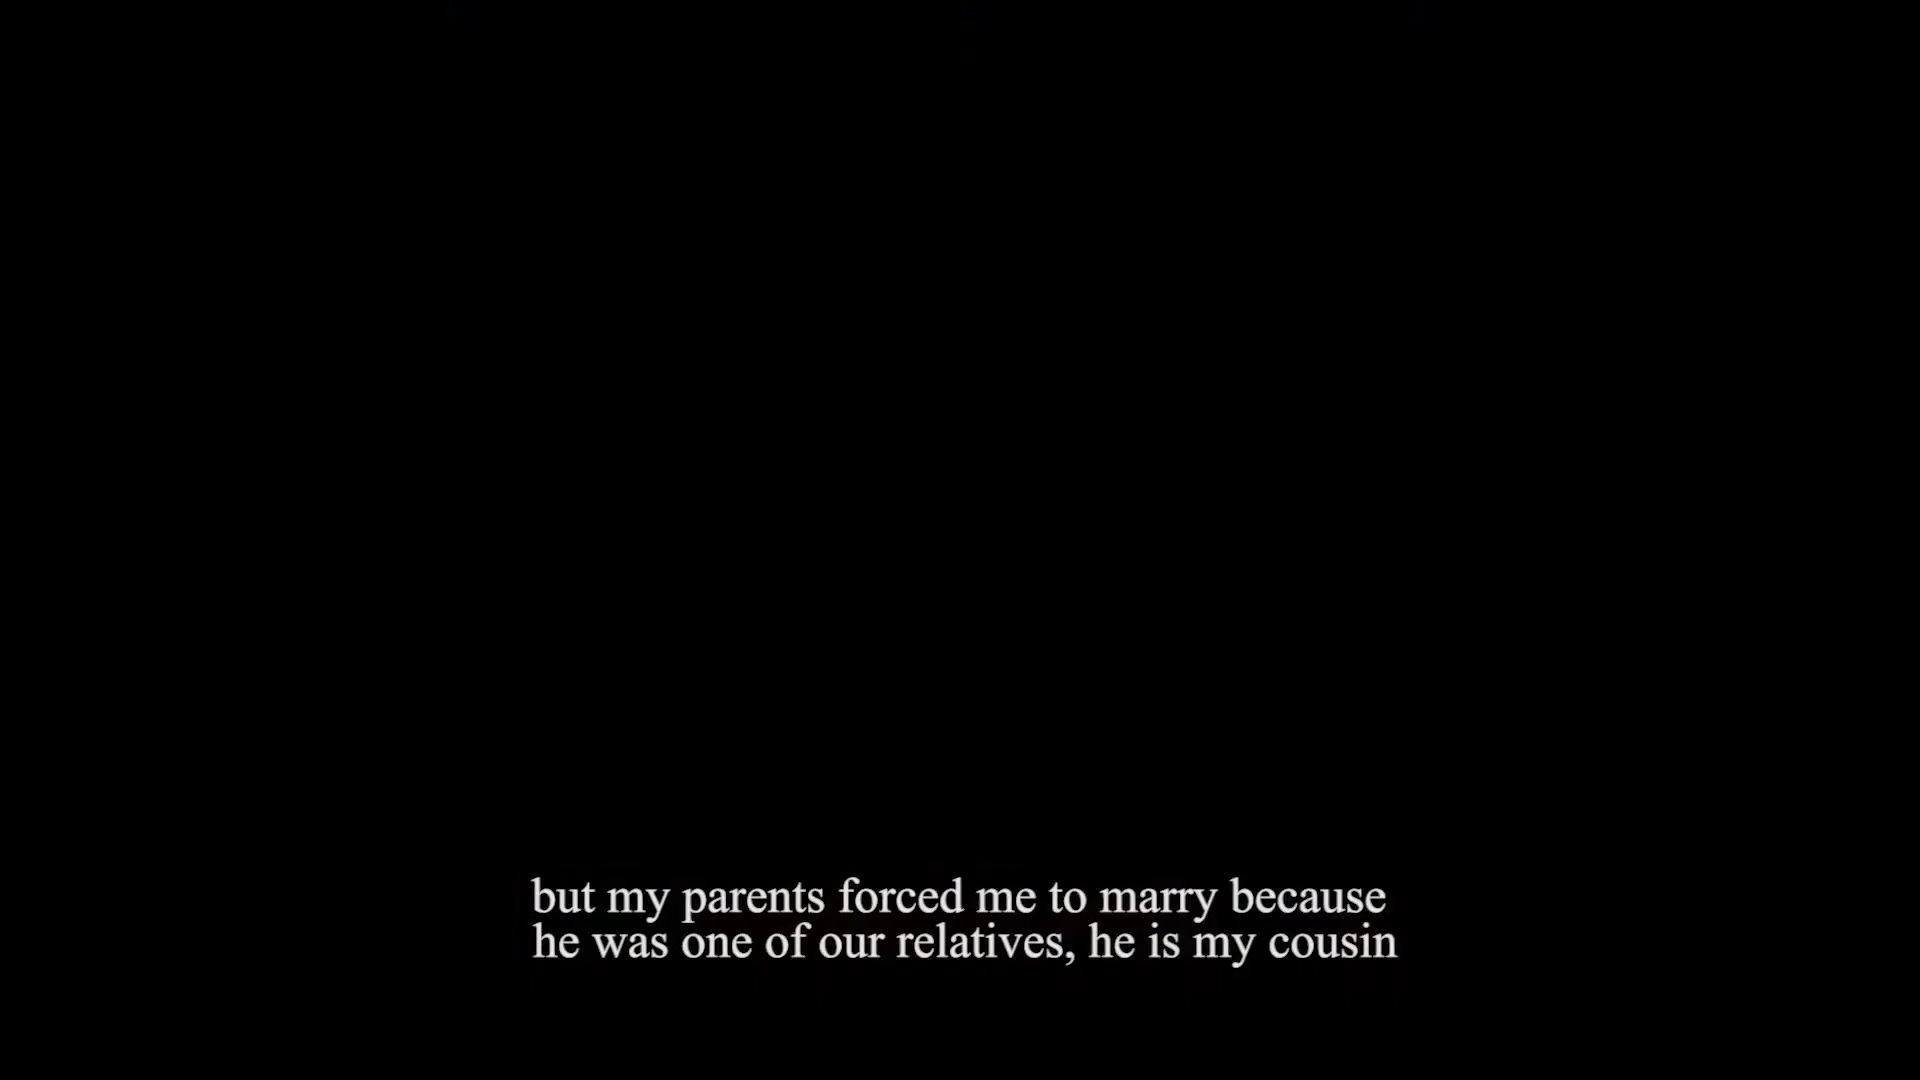 but my parents forced me to marry because
he was one of our relatives, he is my cousin